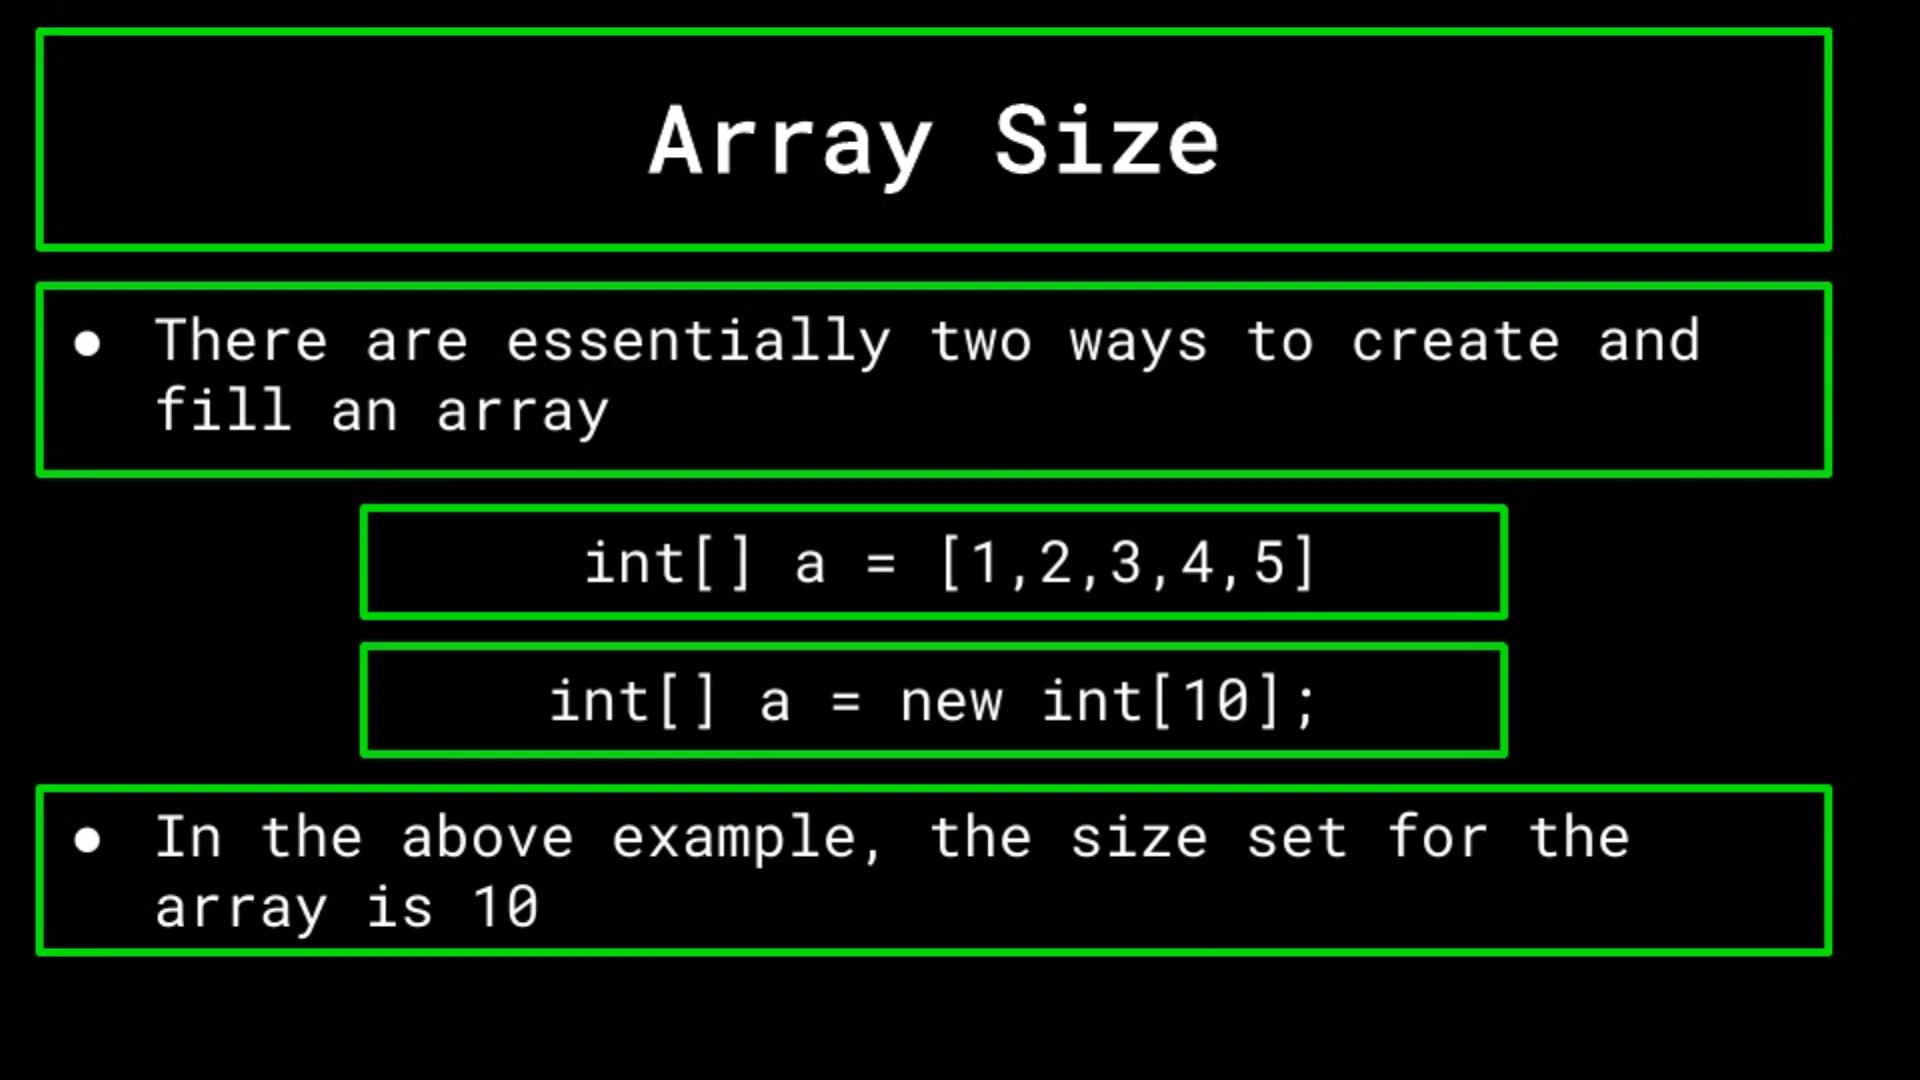 Array Size
● There are essentially two ways to create and
fill an array
int[] a = [1,2,3,4,5]
int[] a = new int[10];
● In the above example, the size set for the
array is 10